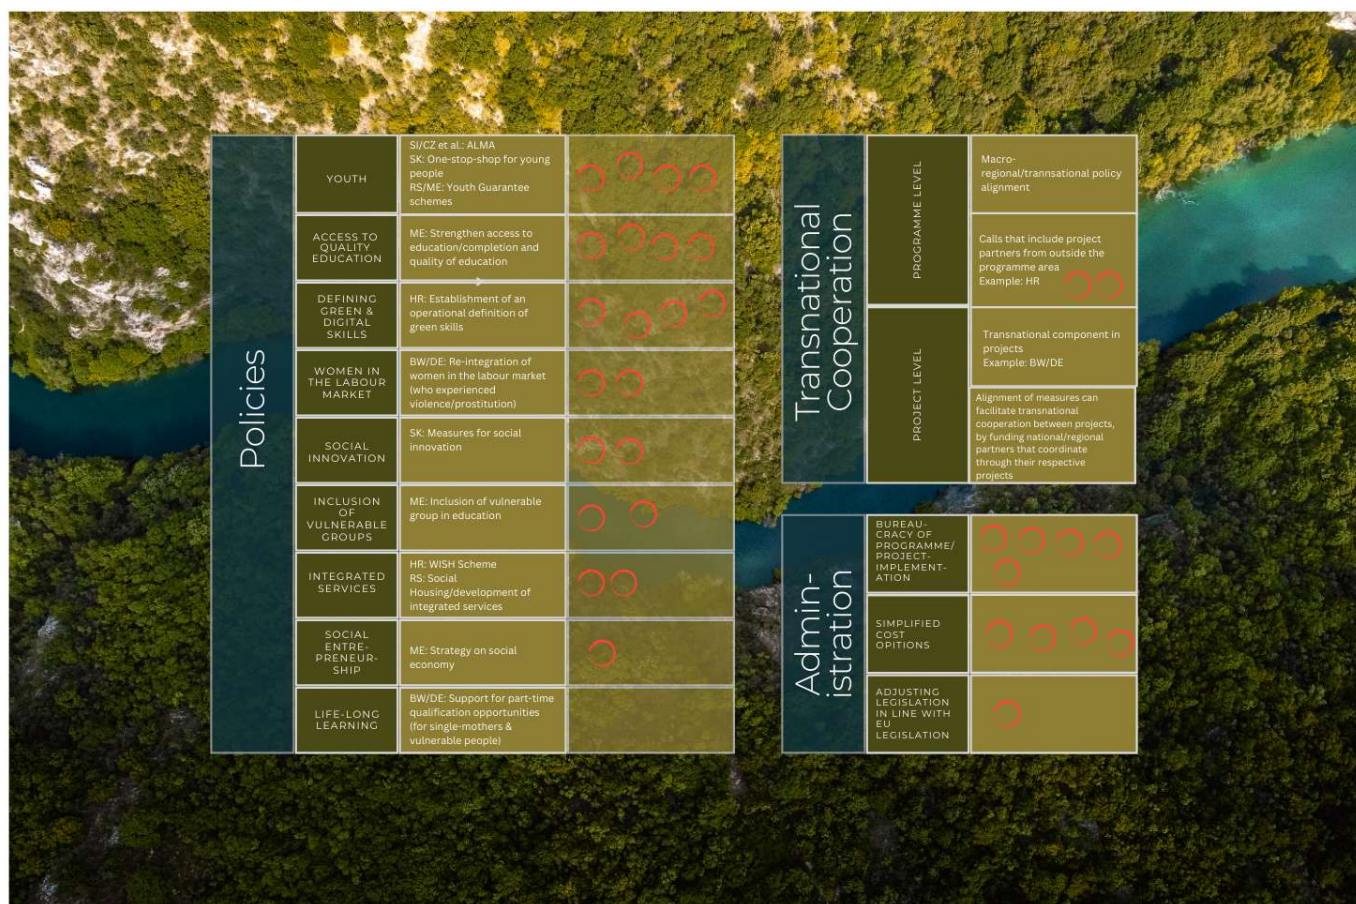 Policies
YOUTH
SI/CZ et al.: ALMA
SK: One-stop-shop for young
people
RS/ME: Youth Guarantee
schemes
ACCESS TO
QUALITY
EDUCATION
ME: Strengthen access to
education/completion and
quality of education
DEFINING
GREEN &
DIGITAL
SKILLS
HR: Establishment of an
operational definition of
green skills
WOMEN IN
THE LABOUR
MARKET
BW/DE: Re-integration of
women in the labour market
(who experienced
violence/prostitution)
SOCIAL
INNOVATION
SK: Measures for social
innovation
INCLUSION
OF
VULNERABLE
GROUPS
ME: Inclusion of vulnerable
group in education
INTEGRATED
SERVICES
HR: WISH Scheme
RS: Social
Housing/development of
integrated services
SOCIAL
ENTRE-
PRENEUR-
SHIP
ME: Strategy on social
economy
LIFE-LONG
LEARNING
BW/DE: Support for part-time
qualification opportunities
(for single-mothers &
vulnerable people)
Transnational
Cooperation
PROGRAMME LEVEL
Macro-
regional/trannsational policy
alignment
Calls that include project
partners from outside the
programme area
Example: HR
PROJECT LEVEL
Transnational component in
projects
Example: BW/DE
Alignment of measures can
facilitate transnational
cooperation between projects,
by funding national/regional
partners that coordinate
through their respective
projects
Admin-
istration
BUREAU-
CRACY OF
PROGRAMME/
PROJECT-
IMPLEMENT-
ATION
SIMPLIFIED
COST
OPITIONS
ADJUSTING
LEGISLATION
IN LINE WITH
EU
LEGISLATION